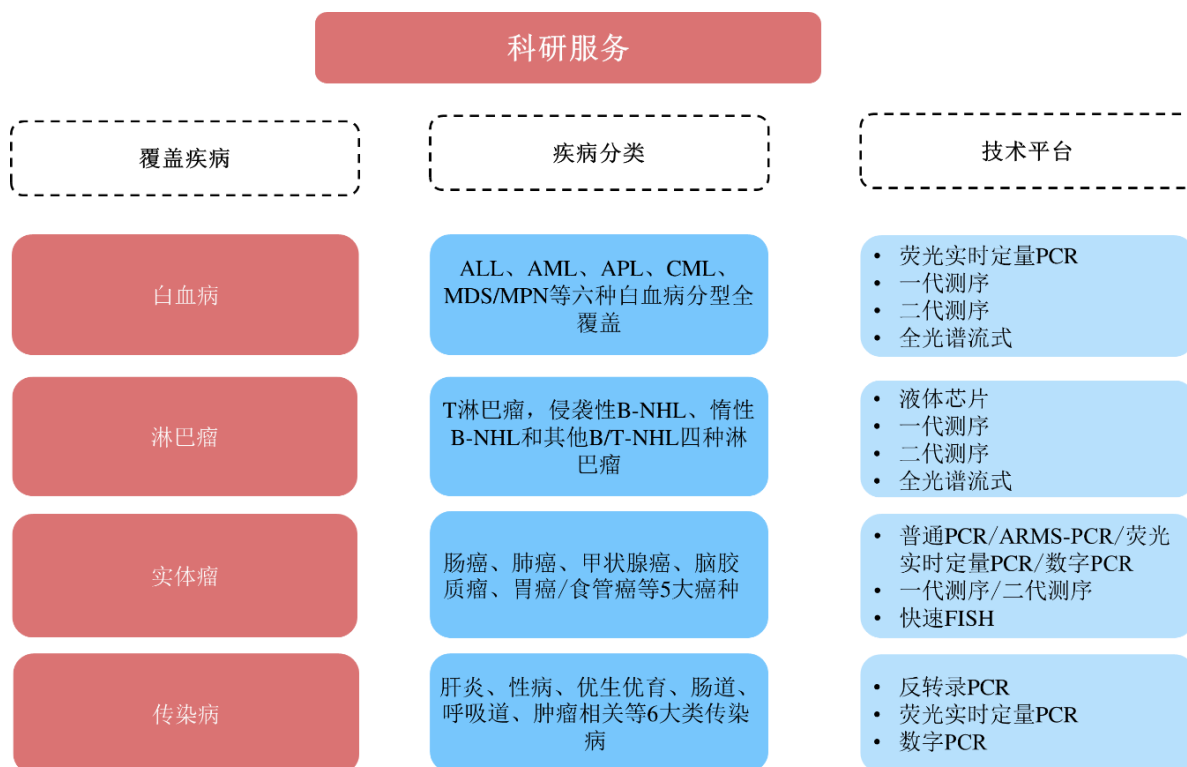 科研服务
覆盖疾病
疾病分类
技术平台
白血病
ALL、AML、APL、CML、
MDS/MPN等六种白血病分型全
覆盖
• 荧光实时定量PCR
• 一代测序
• 二代测序
• 全光谱流式
淋巴瘤
T淋巴瘤，侵袭性B-NHL、惰性
B-NHL和其他B/T-NHL四种淋
巴瘤
• 液体芯片
• 一代测序
• 二代测序
• 全光谱流式
实体瘤
肠癌、肺癌、甲状腺癌、脑胶
质瘤、胃癌/食管癌等5大癌种
• 普通PCR/ARMS-PCR/荧光
实时定量PCR/数字PCR
• 一代测序/二代测序
• 快速FISH
传染病
肝炎、性病、优生优育、肠道、
呼吸道、肿瘤相关等6大类传染
病
• 反转录PCR
• 荧光实时定量PCR
• 数字PCR